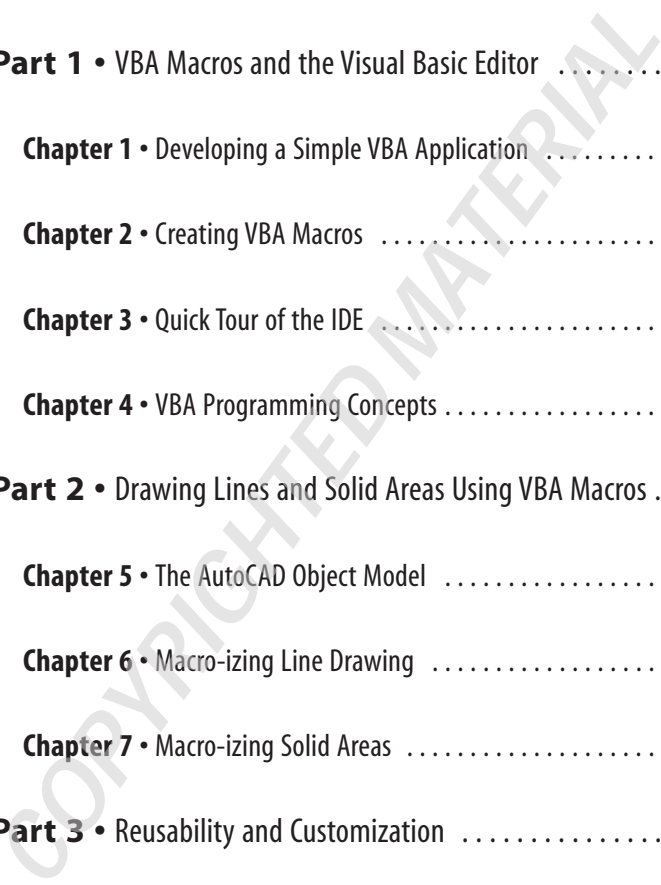 Part 1 • VBA Macros and the Visual Basic Editor ........
Chapter 1 • Developing a Simple VBA Application .........
Chapter 2 • Creating VBA Macros ......................
Chapter 3 • Quick Tour of the IDE ......................
Chapter 4 • VBA Programming Concepts .................
Part 2 • Drawing Lines and Solid Areas Using VBA Macros .
Chapter 5 • The AutoCAD Object Model .................
Chapter 6 • Macro-izing Line Drawing ..................
Chapter 7 • Macro-izing Solid Areas ....................
Part 3 • Reusability and Customization ...............
COPYRIGHTED MATERIAL